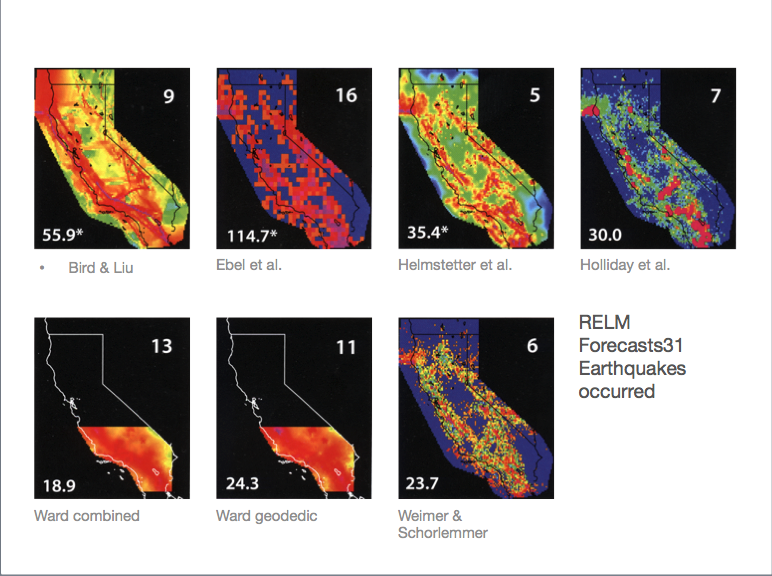 9
16
5
7
55.9*
114.7*
35.4*
30.0
• Bird & Liu
Ebel et al.
Helmstetter et al.
Holliday et al.
13
11
6
RELM
Forecasts31
Earthquakes
occurred
18.9
24.3
23.7
Ward combined
Ward geodedic
Weimer &
Schorlemmer